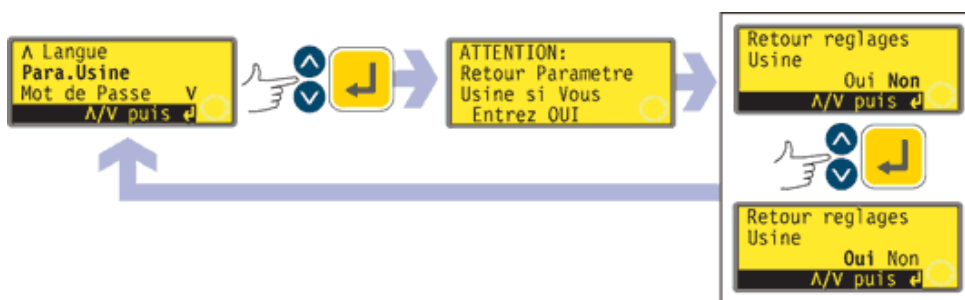 Λ Langue
Para.Usine
Mot de Passe V
Λ/V puis ↲
ATTENTION:
Retour Parametre
Usine si Vous
Entrez OUI
Retour reglages
Usine
Oui Non
Λ/V puis ↲
Retour reglages
Usine
Oui Non
Λ/V puis ↲